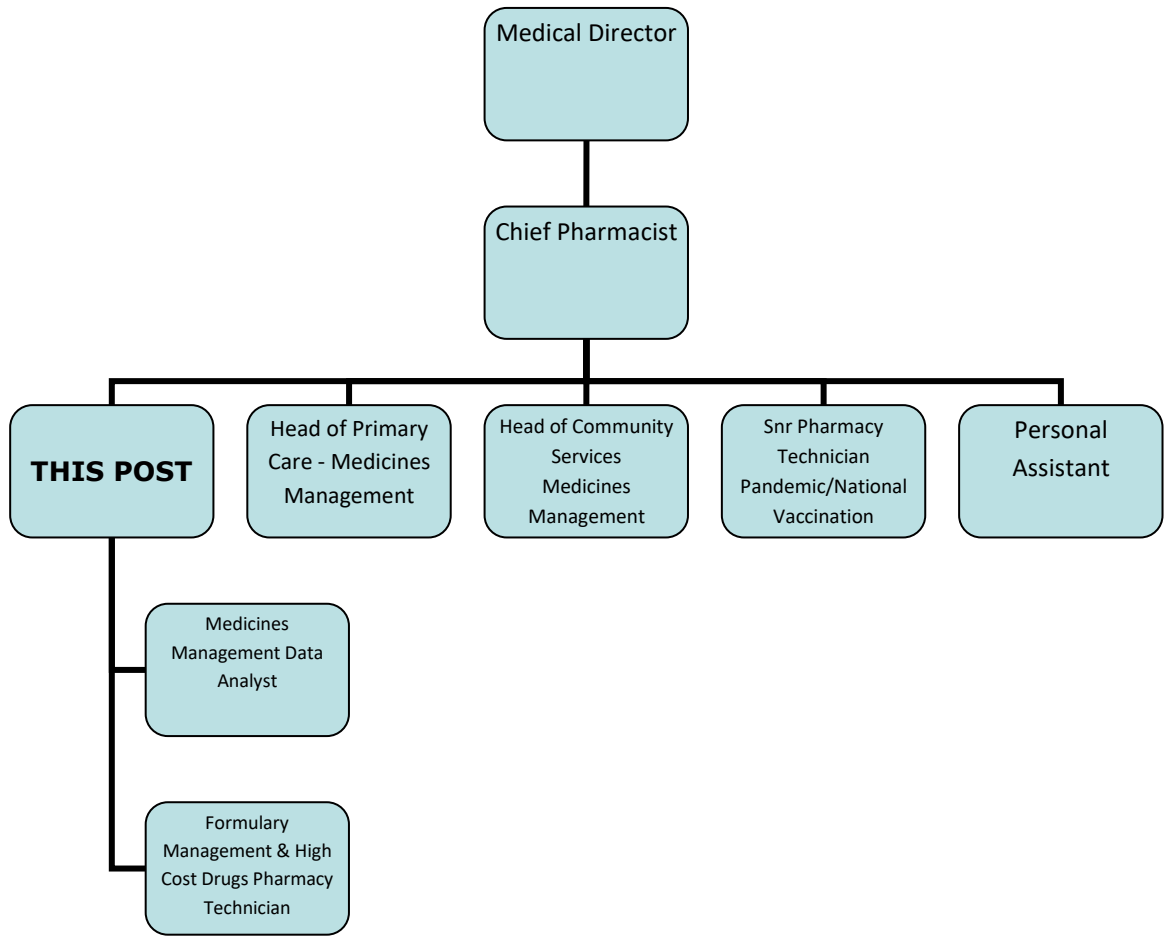 Medical Director
Chief Pharmacist
THIS POST
Head of Primary
Care - Medicines
Management
Head of Community
Services
Medicines
Management
Snr Pharmacy
Technician
Pandemic/National
Vaccination
Personal
Assistant
Medicines
Management Data
Analyst
Formulary
Management & High
Cost Drugs Pharmacy
Technician